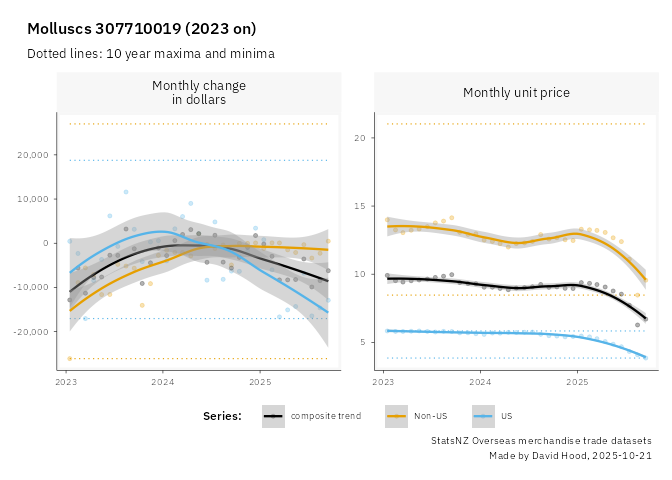 Molluscs 307710019 (2023 on)
Dotted lines: 10 year maxima and minima
Monthly change
in dollars
Monthly unit price
20,000
10,000
0
-10,000
-20,000
2023
2024
2025
20
15
10
5
2023
2024
2025
Series:
composite trend
Non-US
US
StatsNZ Overseas merchandise trade datasets
Made by David Hood, 2025-10-21